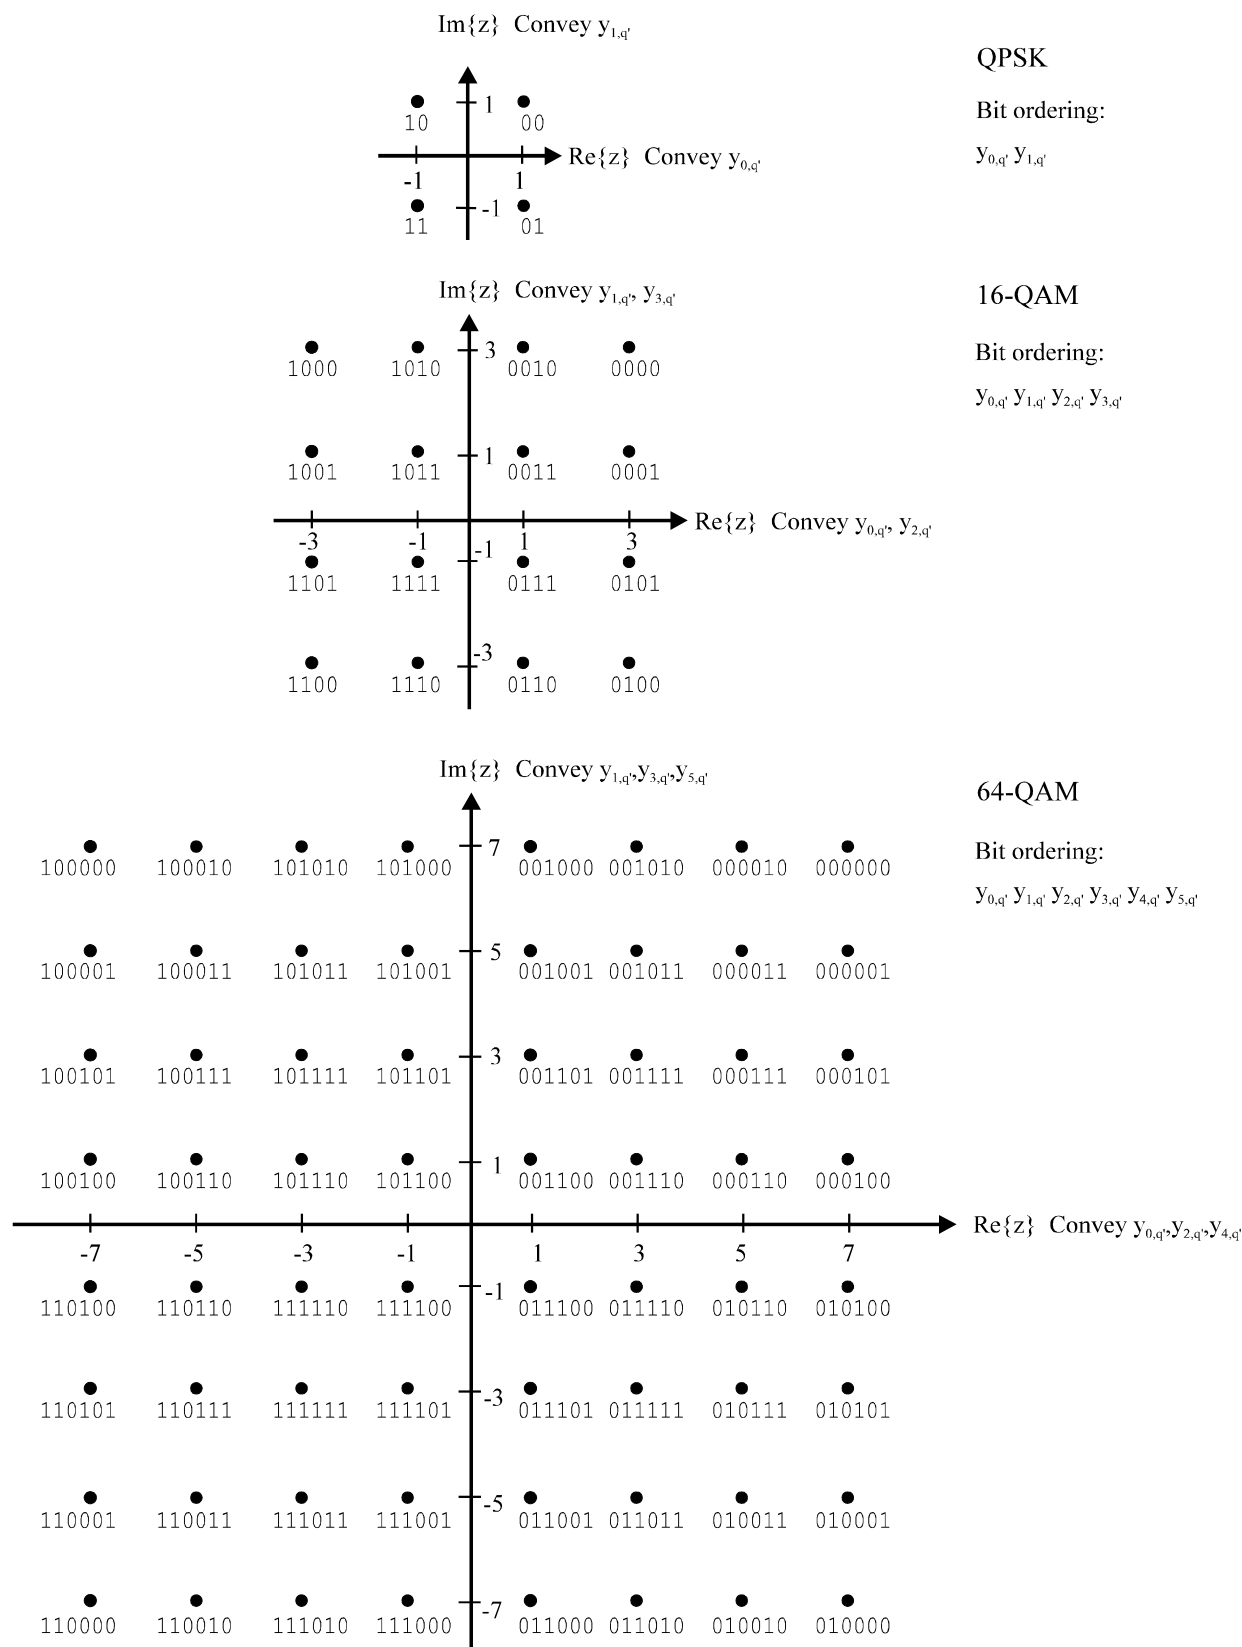 Im{z} Convey y1,q'
QPSK
Bit ordering:
y0,q' y1,q'
1
10 00
Re{z} Convey y0,q'
-1 1
-1
11 01
Im{z} Convey y1,q', y3,q'
16-QAM
Bit ordering:
y0,q' y1,q' y2,q' y3,q'
3
1000 1010 0010 0000
1
1001 1011 0011 0001
Re{z} Convey y0,q', y2,q'
-3 -1 1 3
-1
1101 1111 0111 0101
-3
1100 1110 0110 0100
Im{z} Convey y1,q',y3,q',y5,q'
64-QAM
Bit ordering:
y0,q' y1,q' y2,q' y3,q' y4,q' y5,q'
7
100000 100010 101010 101000 001000 001010 000010 000000
5
100001 100011 101011 101001 001001 001011 000011 000001
3
100101 100111 101111 101101 001101 001111 000111 000101
1
100100 100110 101110 101100 001100 001110 000110 000100
Re{z} Convey y0,q',y2,q',y4,q'
-7 -5 -3 -1 1 3 5 7
-1
110100 110110 111110 111100 011100 011110 010110 010100
-3
110101 110111 111111 111101 011101 011111 010111 010101
-5
110001 110011 111011 111001 011001 011011 010011 010001
-7
110000 110010 111010 111000 011000 011010 010010 010000